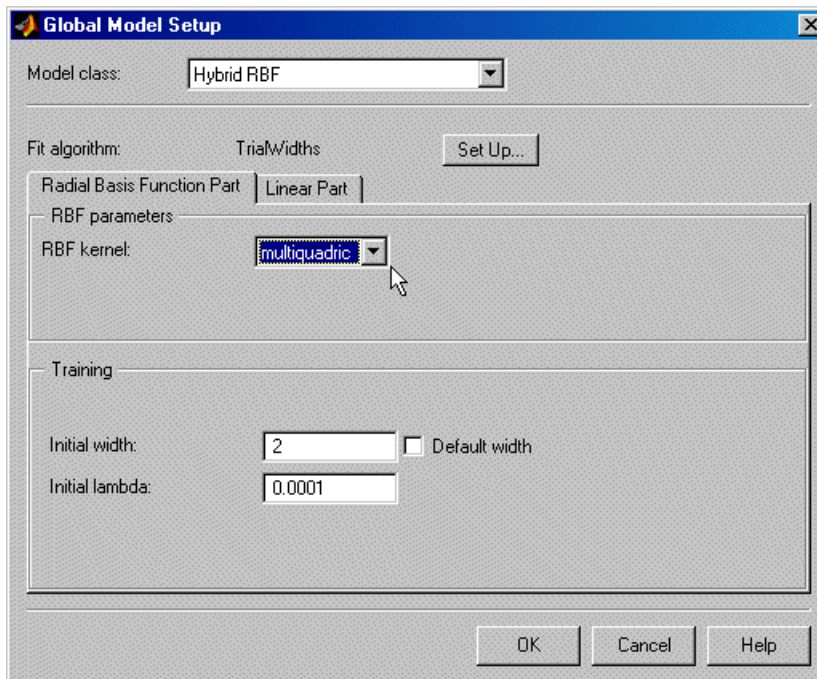 Global Model Setup
Model class: Hybrid RBF
Fit algorithm: TrialWidths Set Up...
Radial Basis Function Part Linear Part
RBF parameters
RBF kernel: multiquadric
Training
Initial width: 2 Default width
Initial lambda: 0.0001
OK Cancel Help